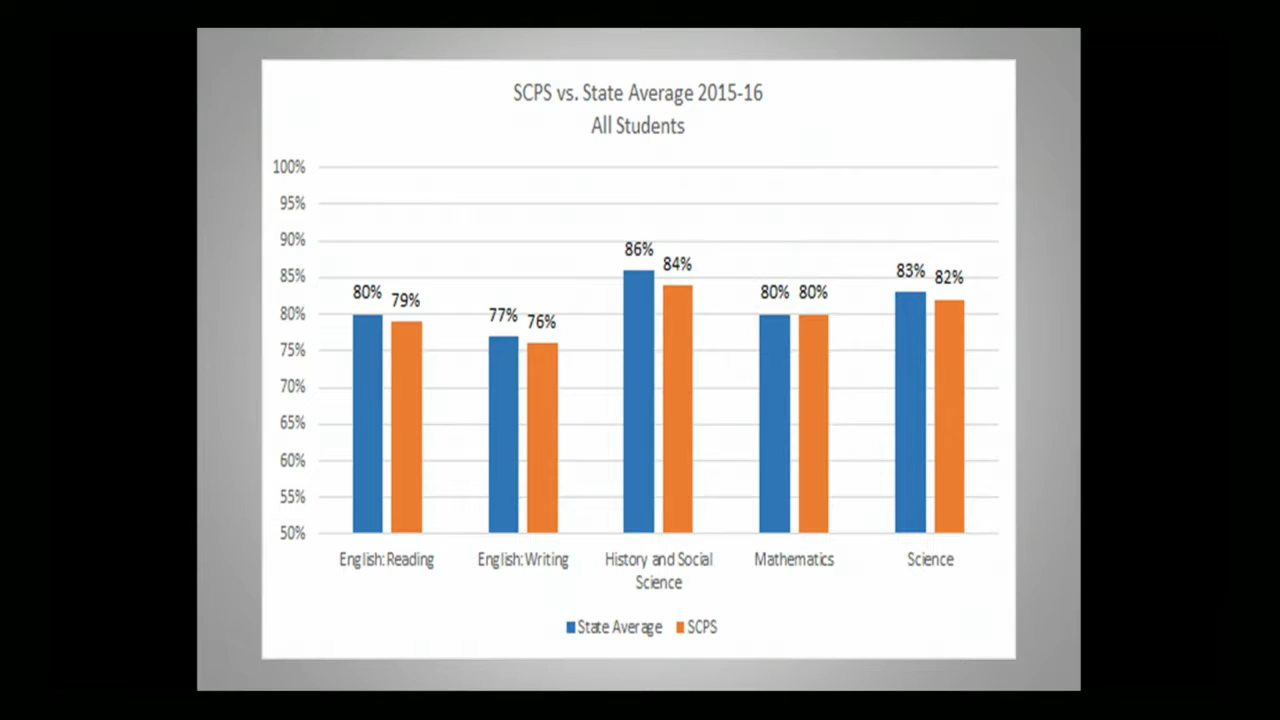 SCPS vs. State Average 2015-16
All Students
100%
95%
90%
85%
80%
75%
70%
65%
60%
55%
50%
80% 79%
77% 76%
86% 84%
80% 80%
83% 82%
English: Reading
English: Writing
History and Social
Science
Mathematics
Science
State Average SCPS